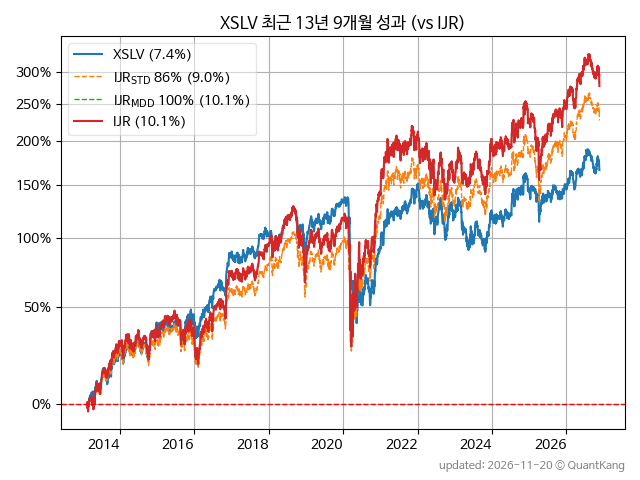 XSLV 최근 13년 9개월 성과 (vs IJR)
XSLV (7.4%)
IJR_STD 86% (9.0%)
IJR_MDD 100% (10.1%)
IJR (10.1%)
300%
250%
200%
150%
100%
50%
0%
2014 2016 2018 2020 2022 2024 2026
updated: 2026-11-20 © QuantKang